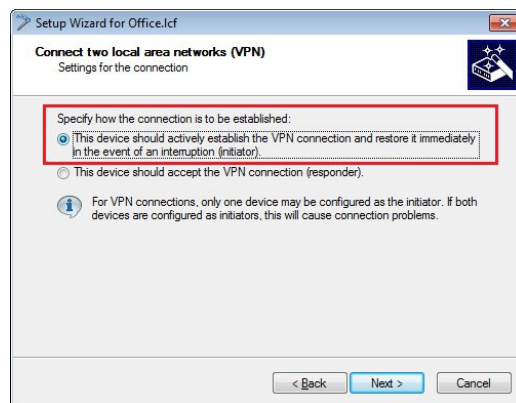 Setup Wizard for Office.lcf
Connect two local area networks (VPN)
Settings for the connection
Specify how the connection is to be established:
This device should actively establish the VPN connection and restore it immediately
in the event of an interruption (initiator).
This device should accept the VPN connection (responder).
For VPN connections, only one device may be configured as the initiator. If both
devices are configured as initiators, this will cause connection problems.
< Back
Next >
Cancel